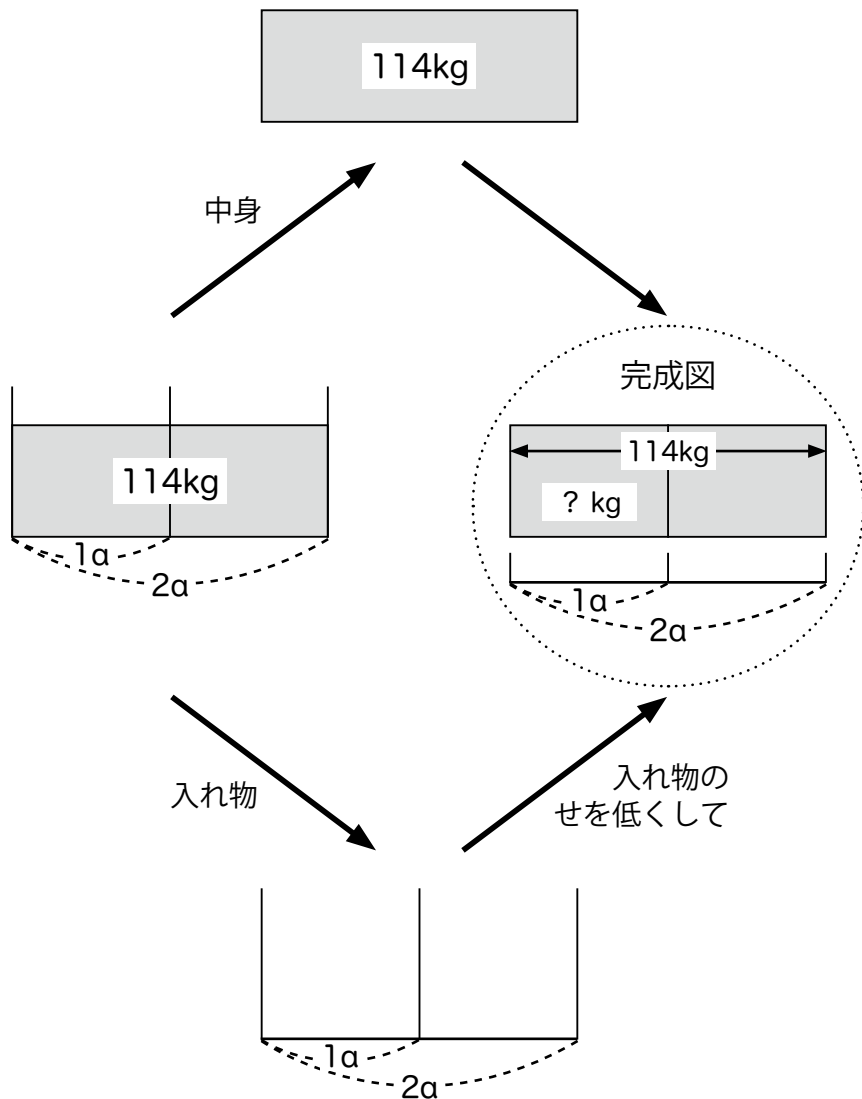 114kg
中身
完成図
114kg
114kg
? kg
1a
2a
1a
2a
入れ物
入れ物の
せを低くして
1a
2a